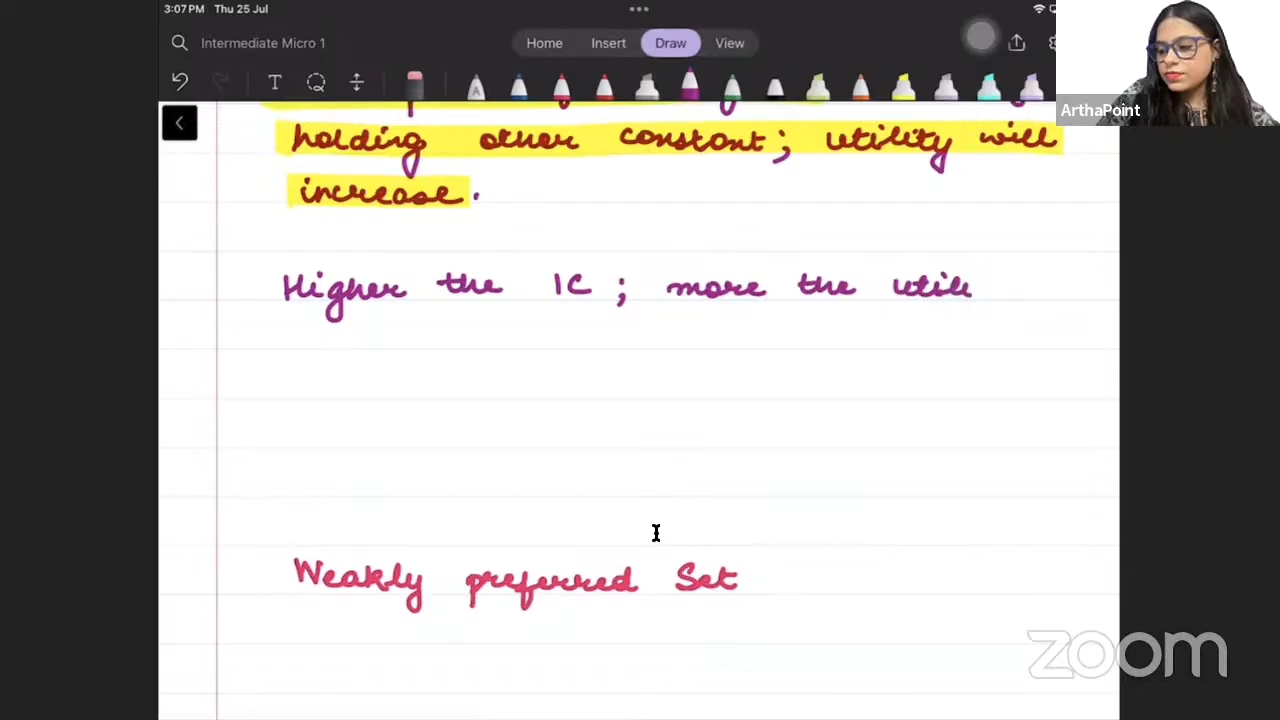 3:07 PM Thu 25 Jul
Intermediate Micro 1
Home Insert Draw View
ArthaPoint
T
A
holding other constant; utility will
increase.
Higher the IC; more the utili
Weakly preferred Set
zoom